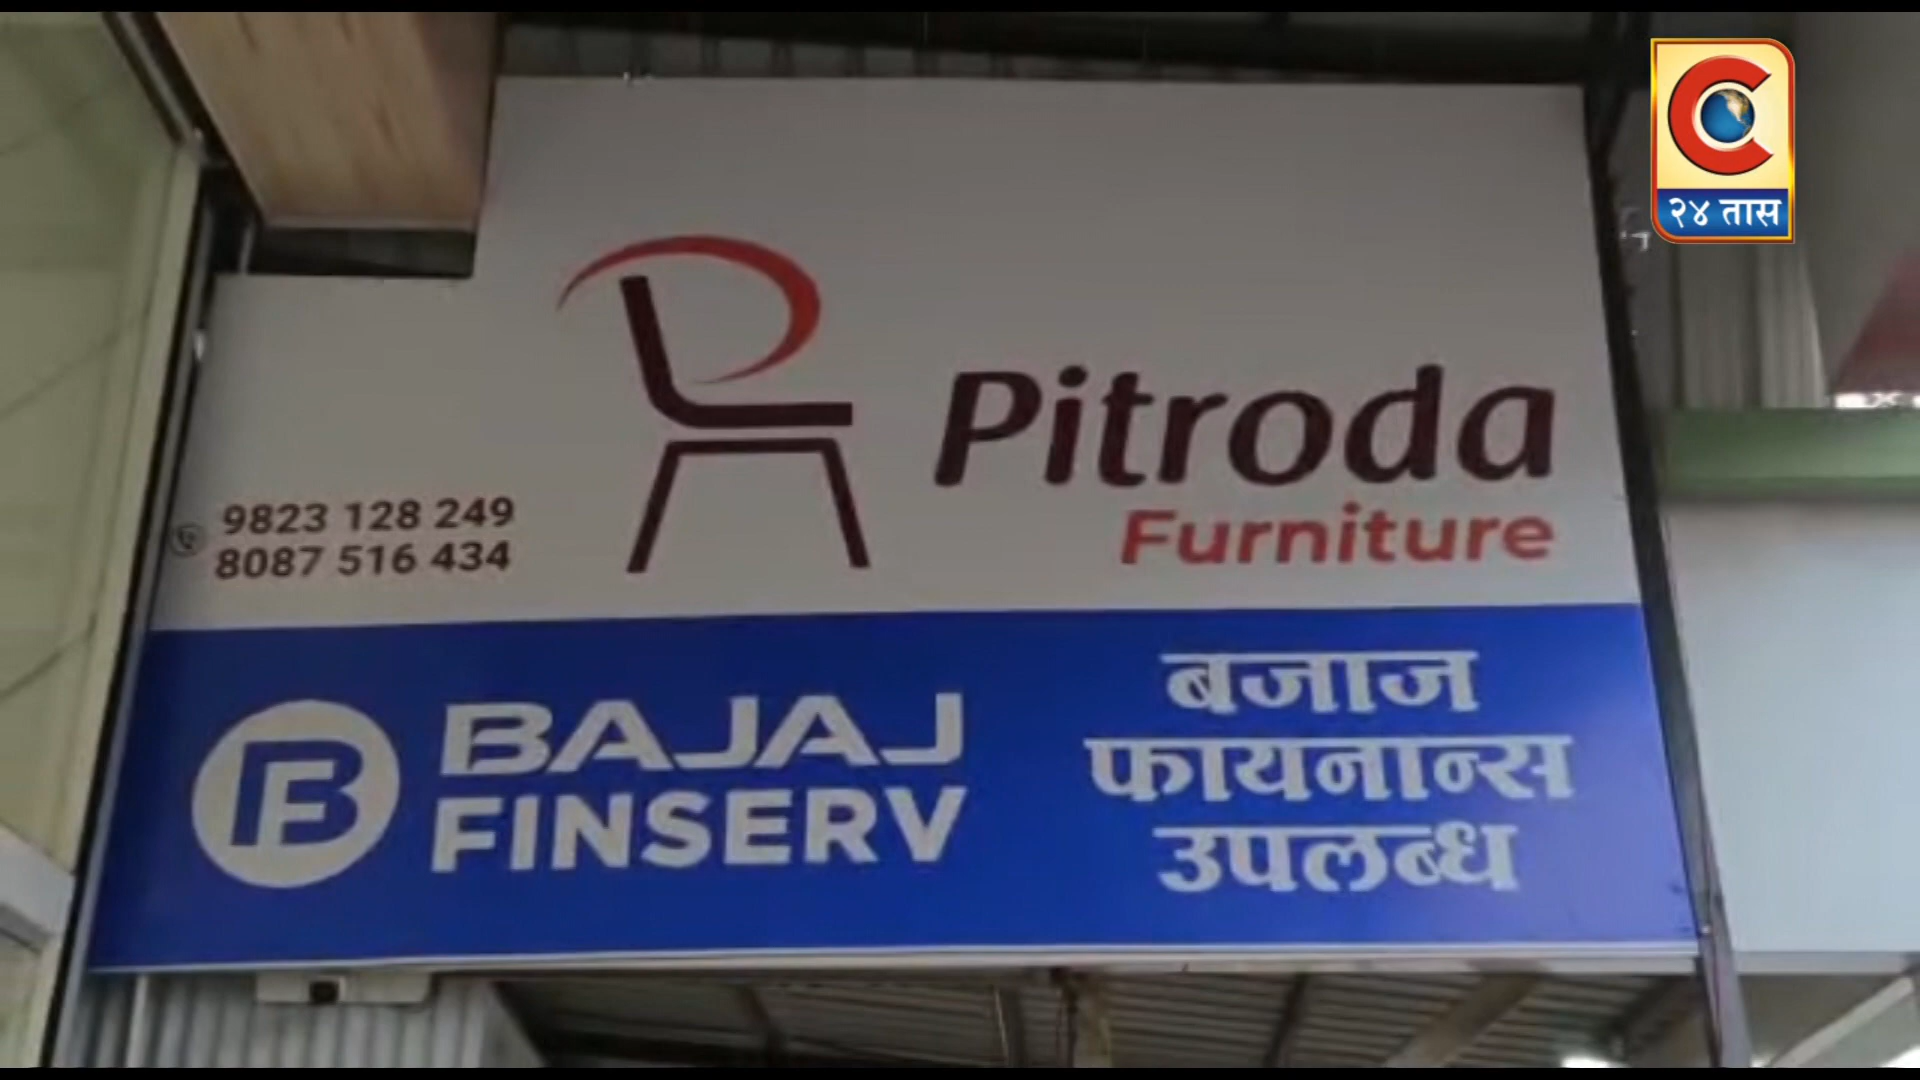 C
२४ तास
Pitroda
Furniture
9823 128 249
8087 516 434
BAJAJ
FINSERV
बजाज
फायनान्स
उपलब्ध